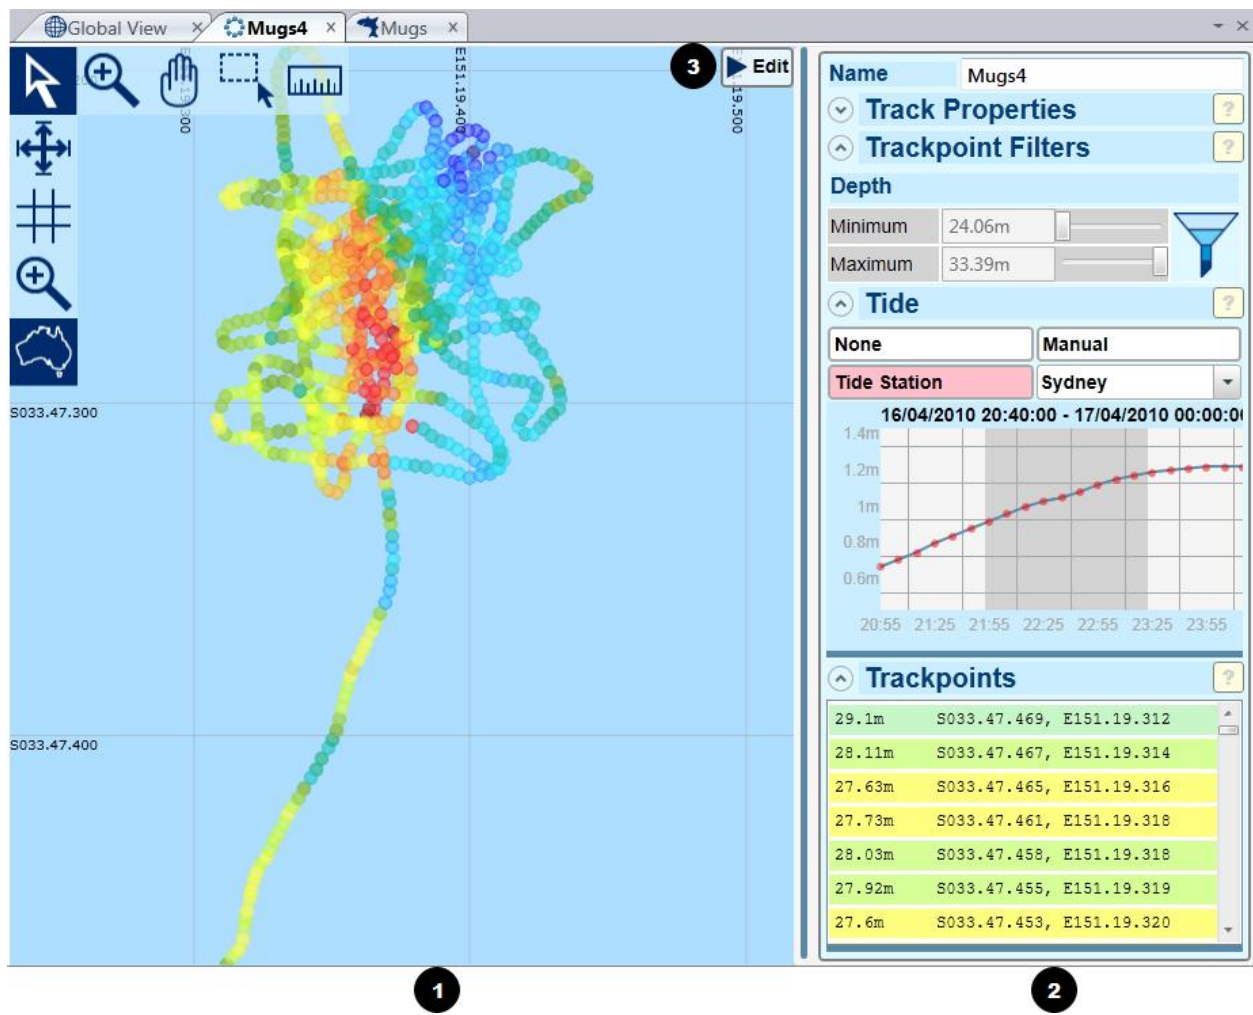 Global View × Mugs4 × Mugs ×
E151.19.300
E151.19.400
E151.19.500
3 Edit
S033.47.300
S033.47.400
Name Mugs4
Track Properties ?
Trackpoint Filters ?
Depth
Minimum 24.06m
Maximum 33.39m
Tide ?
None Manual
Tide Station Sydney
16/04/2010 20:40:00 - 17/04/2010 00:00:0
1.4m
1.2m
1m
0.8m
0.6m
20:55 21:25 21:55 22:25 22:55 23:25 23:55
Trackpoints ?
29.1m S033.47.469, E151.19.312
28.11m S033.47.467, E151.19.314
27.63m S033.47.465, E151.19.316
27.73m S033.47.461, E151.19.318
28.03m S033.47.458, E151.19.318
27.92m S033.47.455, E151.19.319
27.6m S033.47.453, E151.19.320
1 2